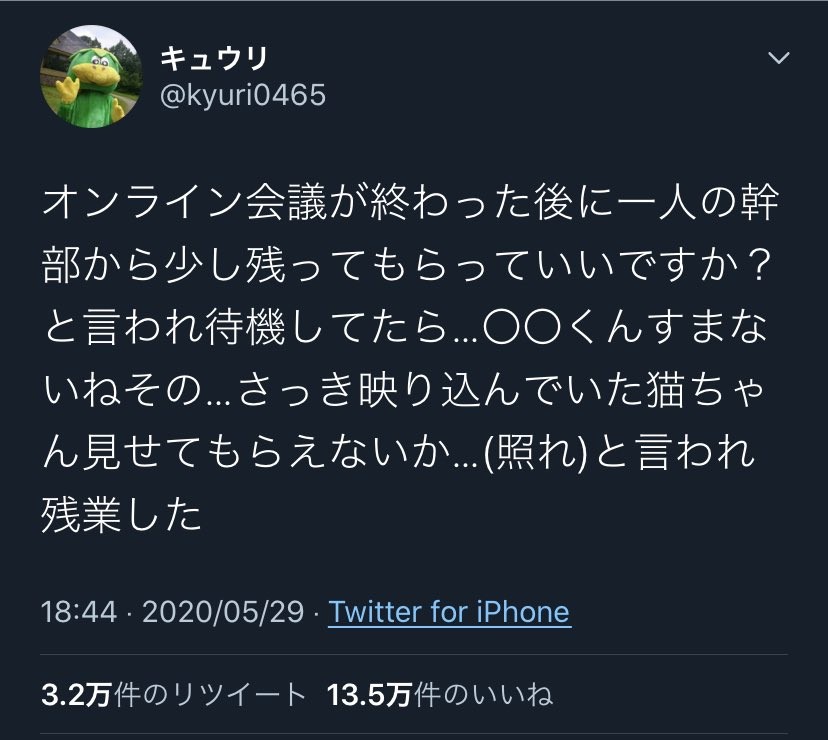 キュウリ
@kyuri0465
オンライン会議が終わった後に一人の幹
部から少し残ってもらっていいですか？
と言われ待機してたら…〇〇くんすまな
いねその…さっき映り込んでいた猫ちゃ
ん見せてもらえないか…(照れ)と言われ
残業した
18:44 · 2020/05/29 · Twitter for iPhone
3.2万件のリツイート 13.5万件のいいね